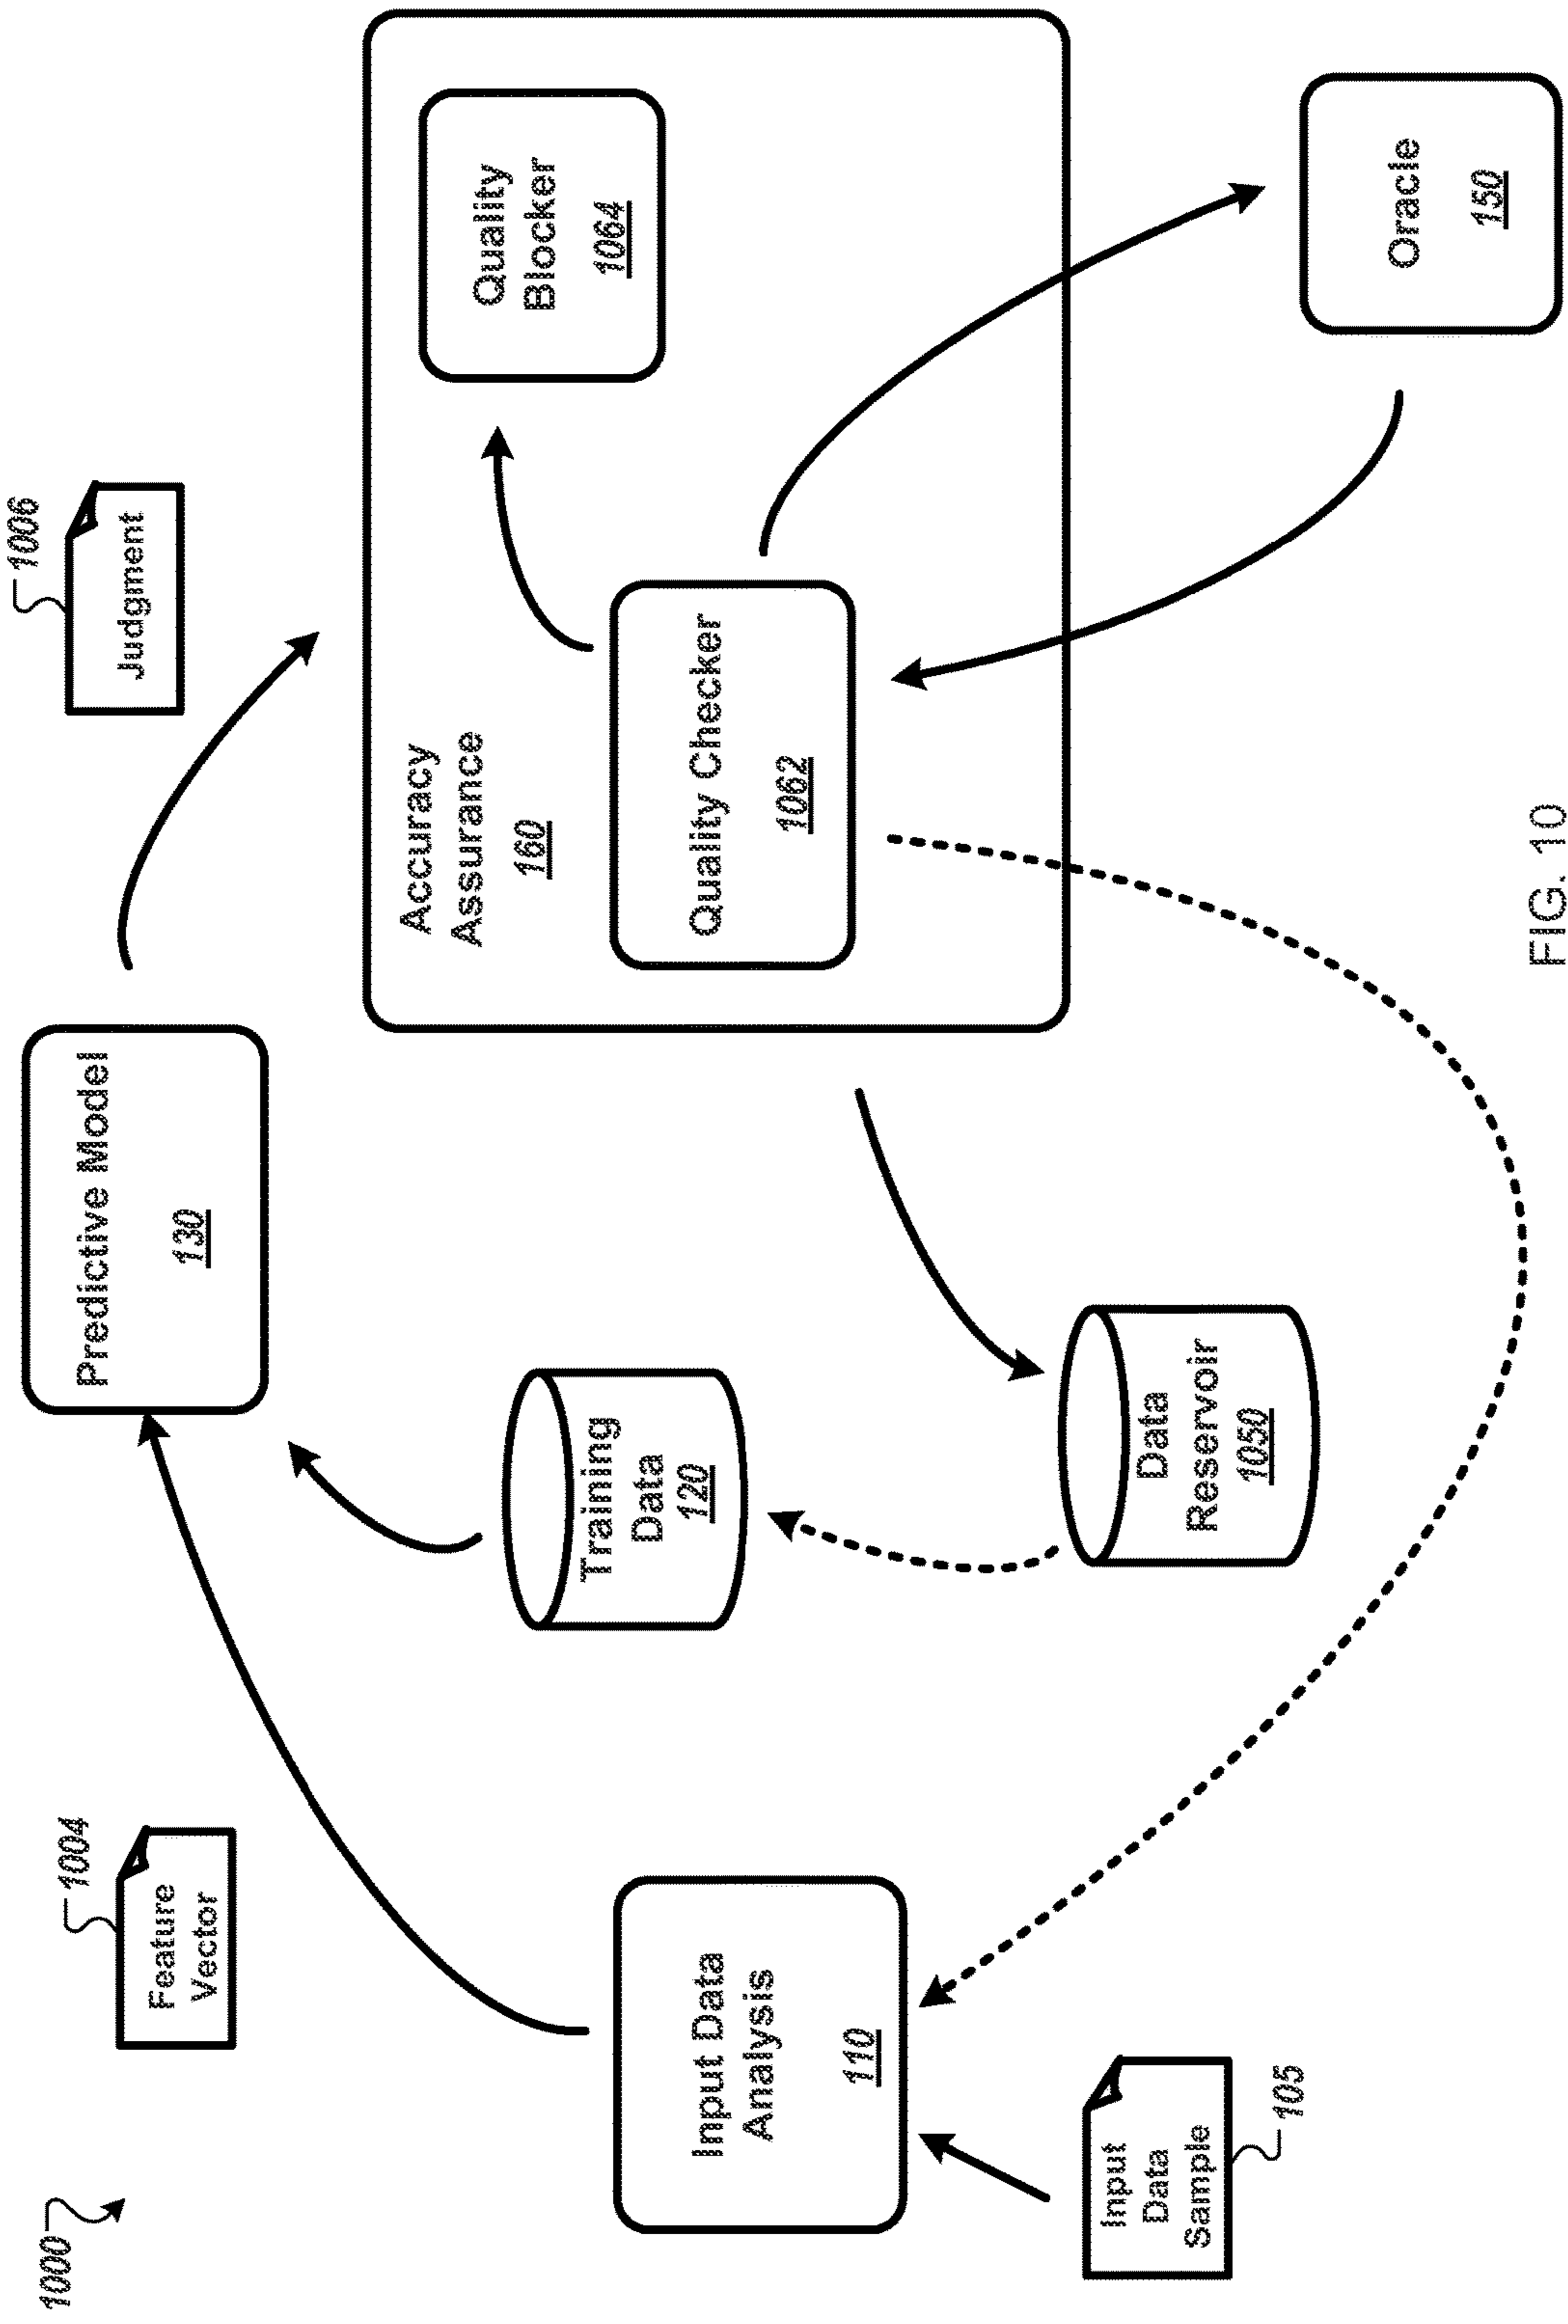 1000
1004
Feature
Vector
Predictive Model
130
1006
Judgment
Accuracy
Assurance
160
Quality
Blocker
1064
Quality Checker
1062
Input Data
Analysis
110
Training
Data
120
Input
Data
Sample
105
Data
Reservoir
1050
Oracle
150
FIG. 10